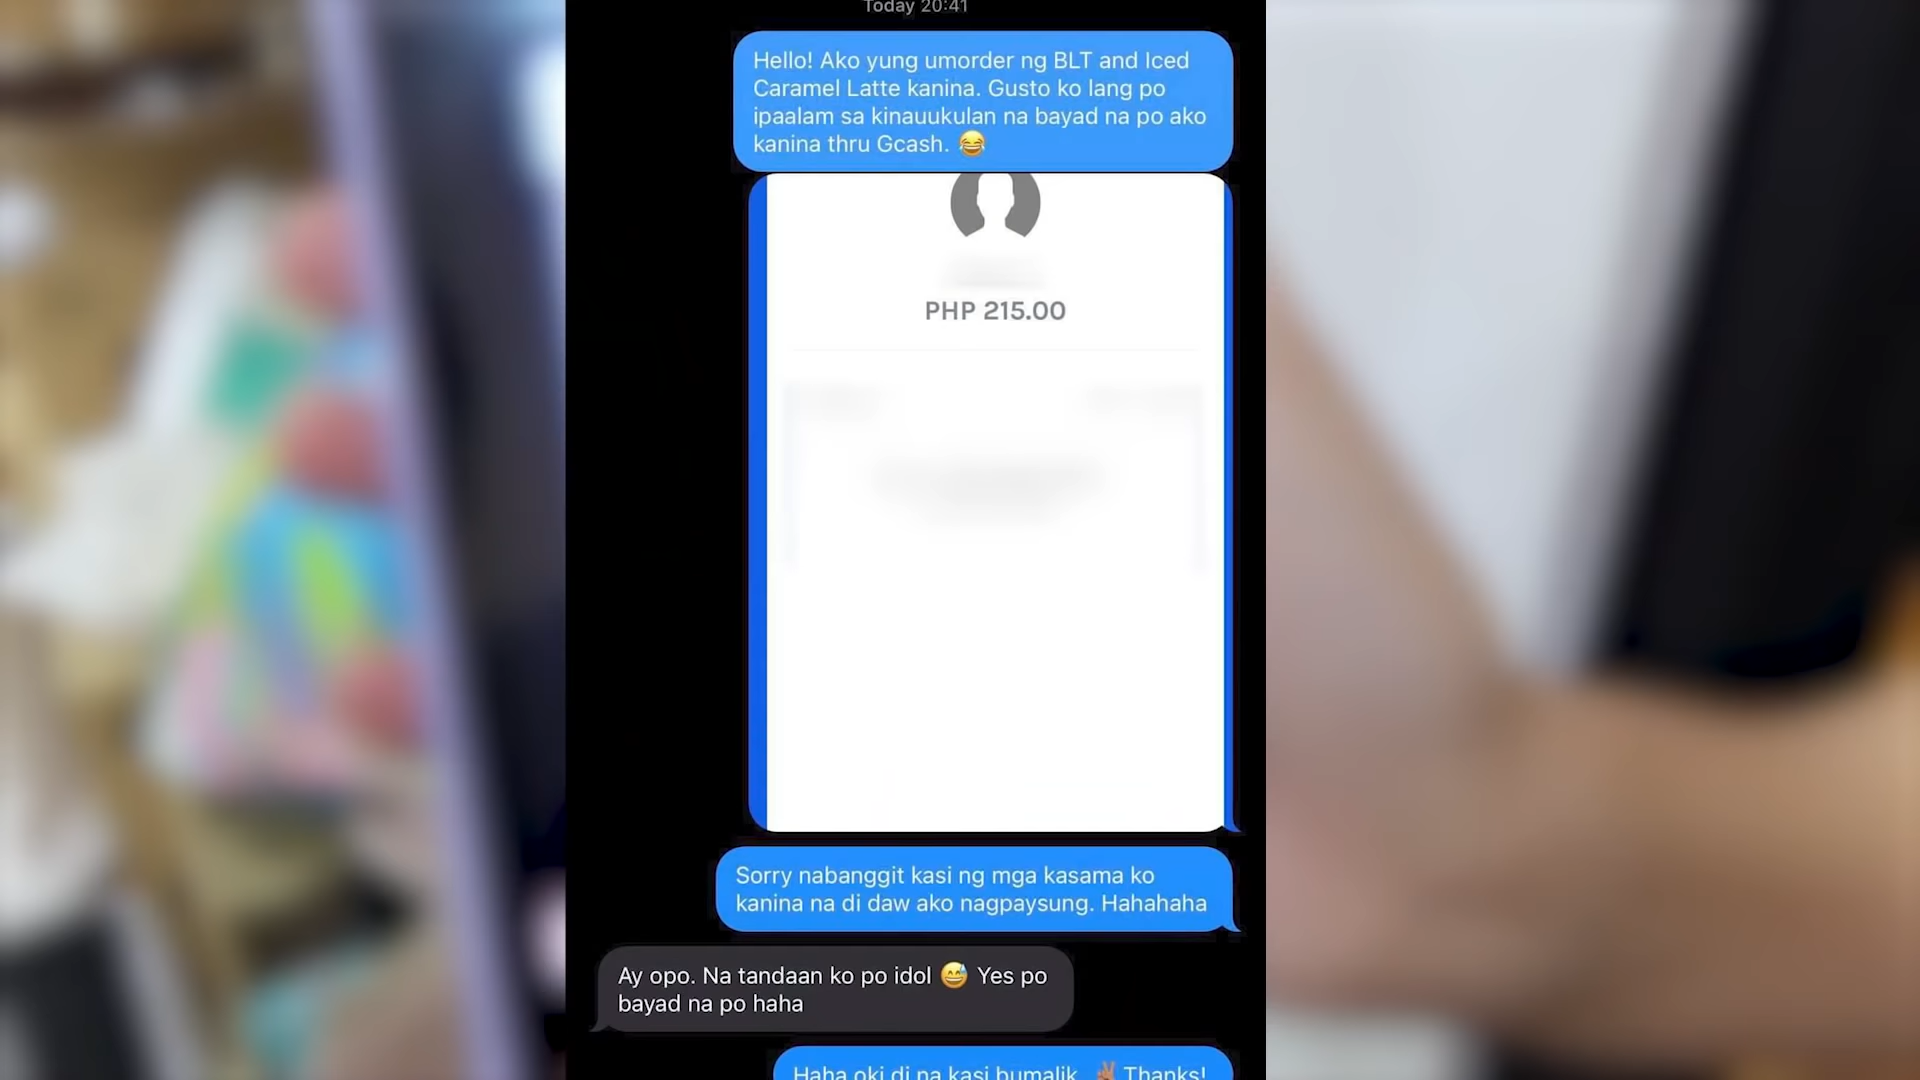 Today 20:41
Hello! Ako yung umorder ng BLT and Iced
Caramel Latte kanina. Gusto ko lang po
ipaalam sa kinauukulan na bayad na po ako
kanina thru Gcash. 😂
PHP 215.00
Sorry nabanggit kasi ng mga kasama ko
kanina na di daw ako nagpaysung. Hahahaha
Ay opo. Na tandaan ko po idol 😅 Yes po
bayad na po haha
Haha oki di na kasi bumalik. ✌🏽 Thanks!